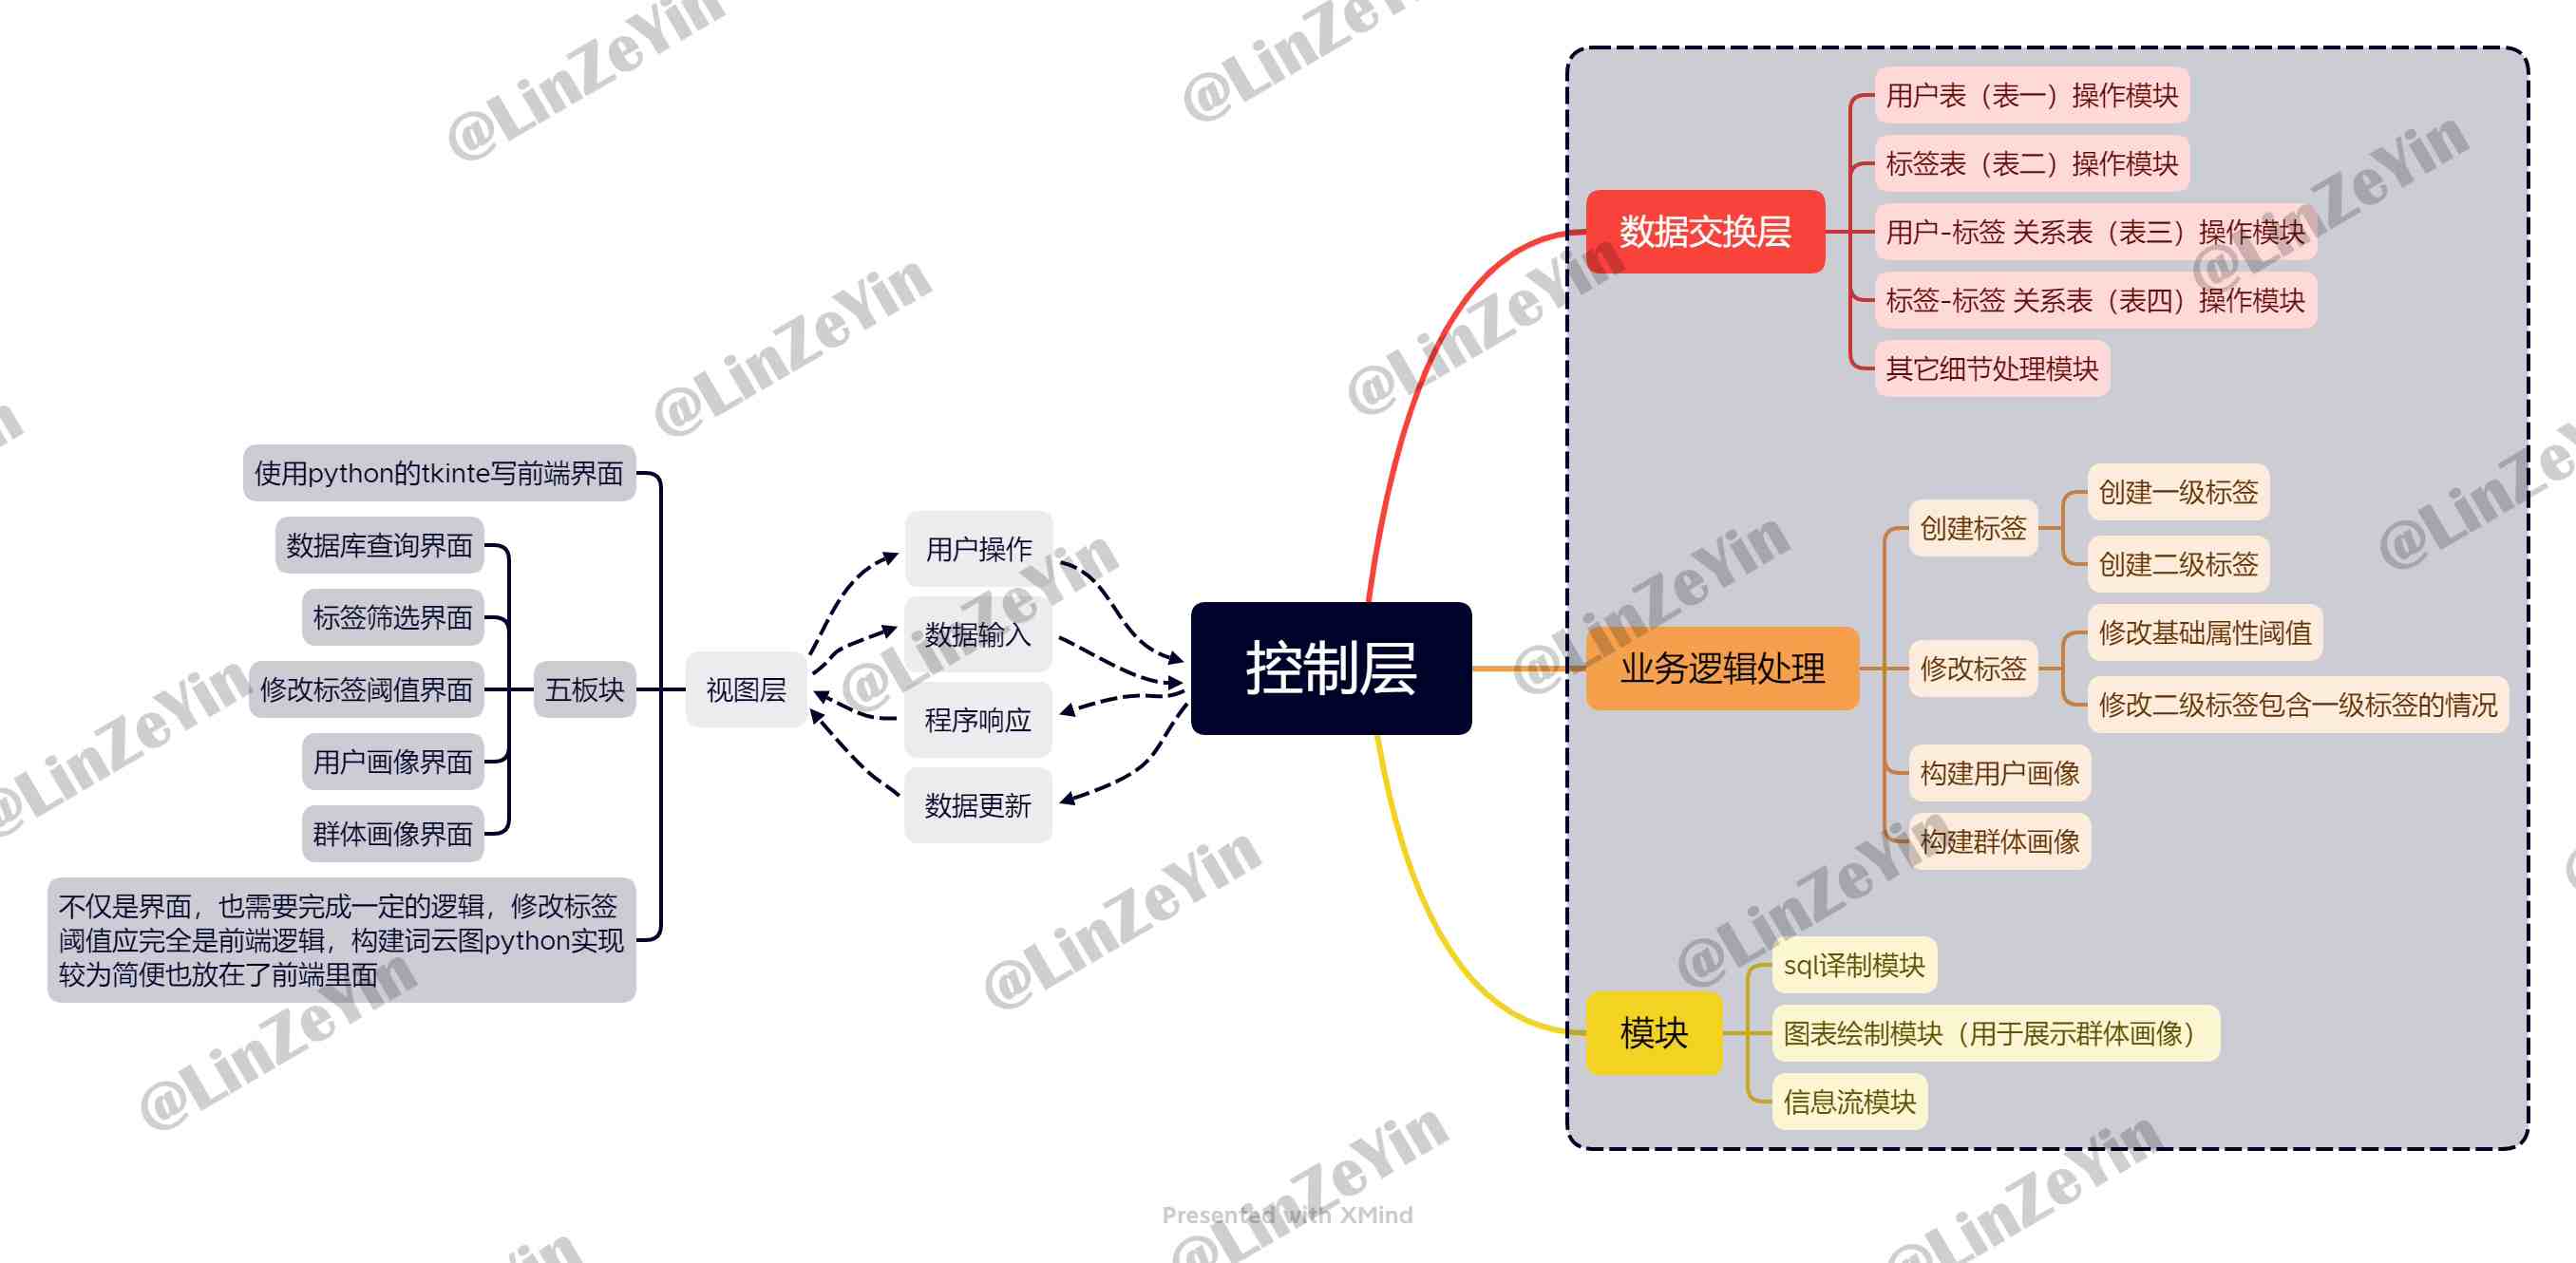 使用python的tkinte写前端界面
数据库查询界面
标签筛选界面
修改标签阈值界面
用户画像界面
群体画像界面
五板块
不仅是界面，也需要完成一定的逻辑，修改标签
阈值应完全是前端逻辑，构建词云图python实现
较为简便也放在了前端里面
视图层
用户操作
数据输入
程序响应
数据更新
控制层
数据交换层
用户表（表一）操作模块
标签表（表二）操作模块
用户-标签 关系表（表三）操作模块
标签-标签 关系表（表四）操作模块
其它细节处理模块
业务逻辑处理
创建标签
创建一级标签
创建二级标签
修改标签
修改基础属性阈值
修改二级标签包含一级标签的情况
构建用户画像
构建群体画像
模块
sql译制模块
图表绘制模块（用于展示群体画像）
信息流模块
Presented with XMind
@LinZeYin
@LinZeYin
@LinZeYin
@LinZeYin
@LinZeYin
@LinZeYin
@LinZeYin
@LinZeYin
@LinZeYin
@LinZeYin
@LinZeYin
@LinZeYin
@LinZeYin
@LinZeYin